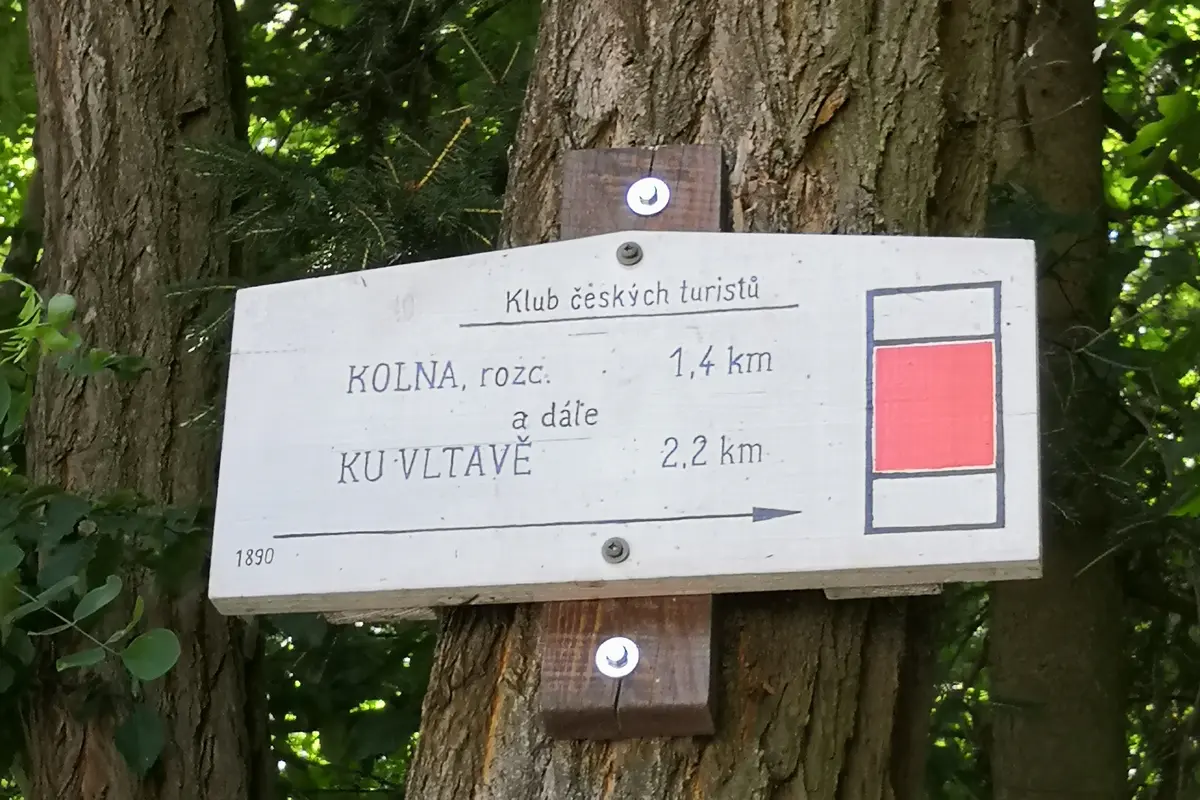 Klub českých turistů
KOLNA, rozc. 1,4 km
a dále
KU VLTAVĚ 2,2 km
1890